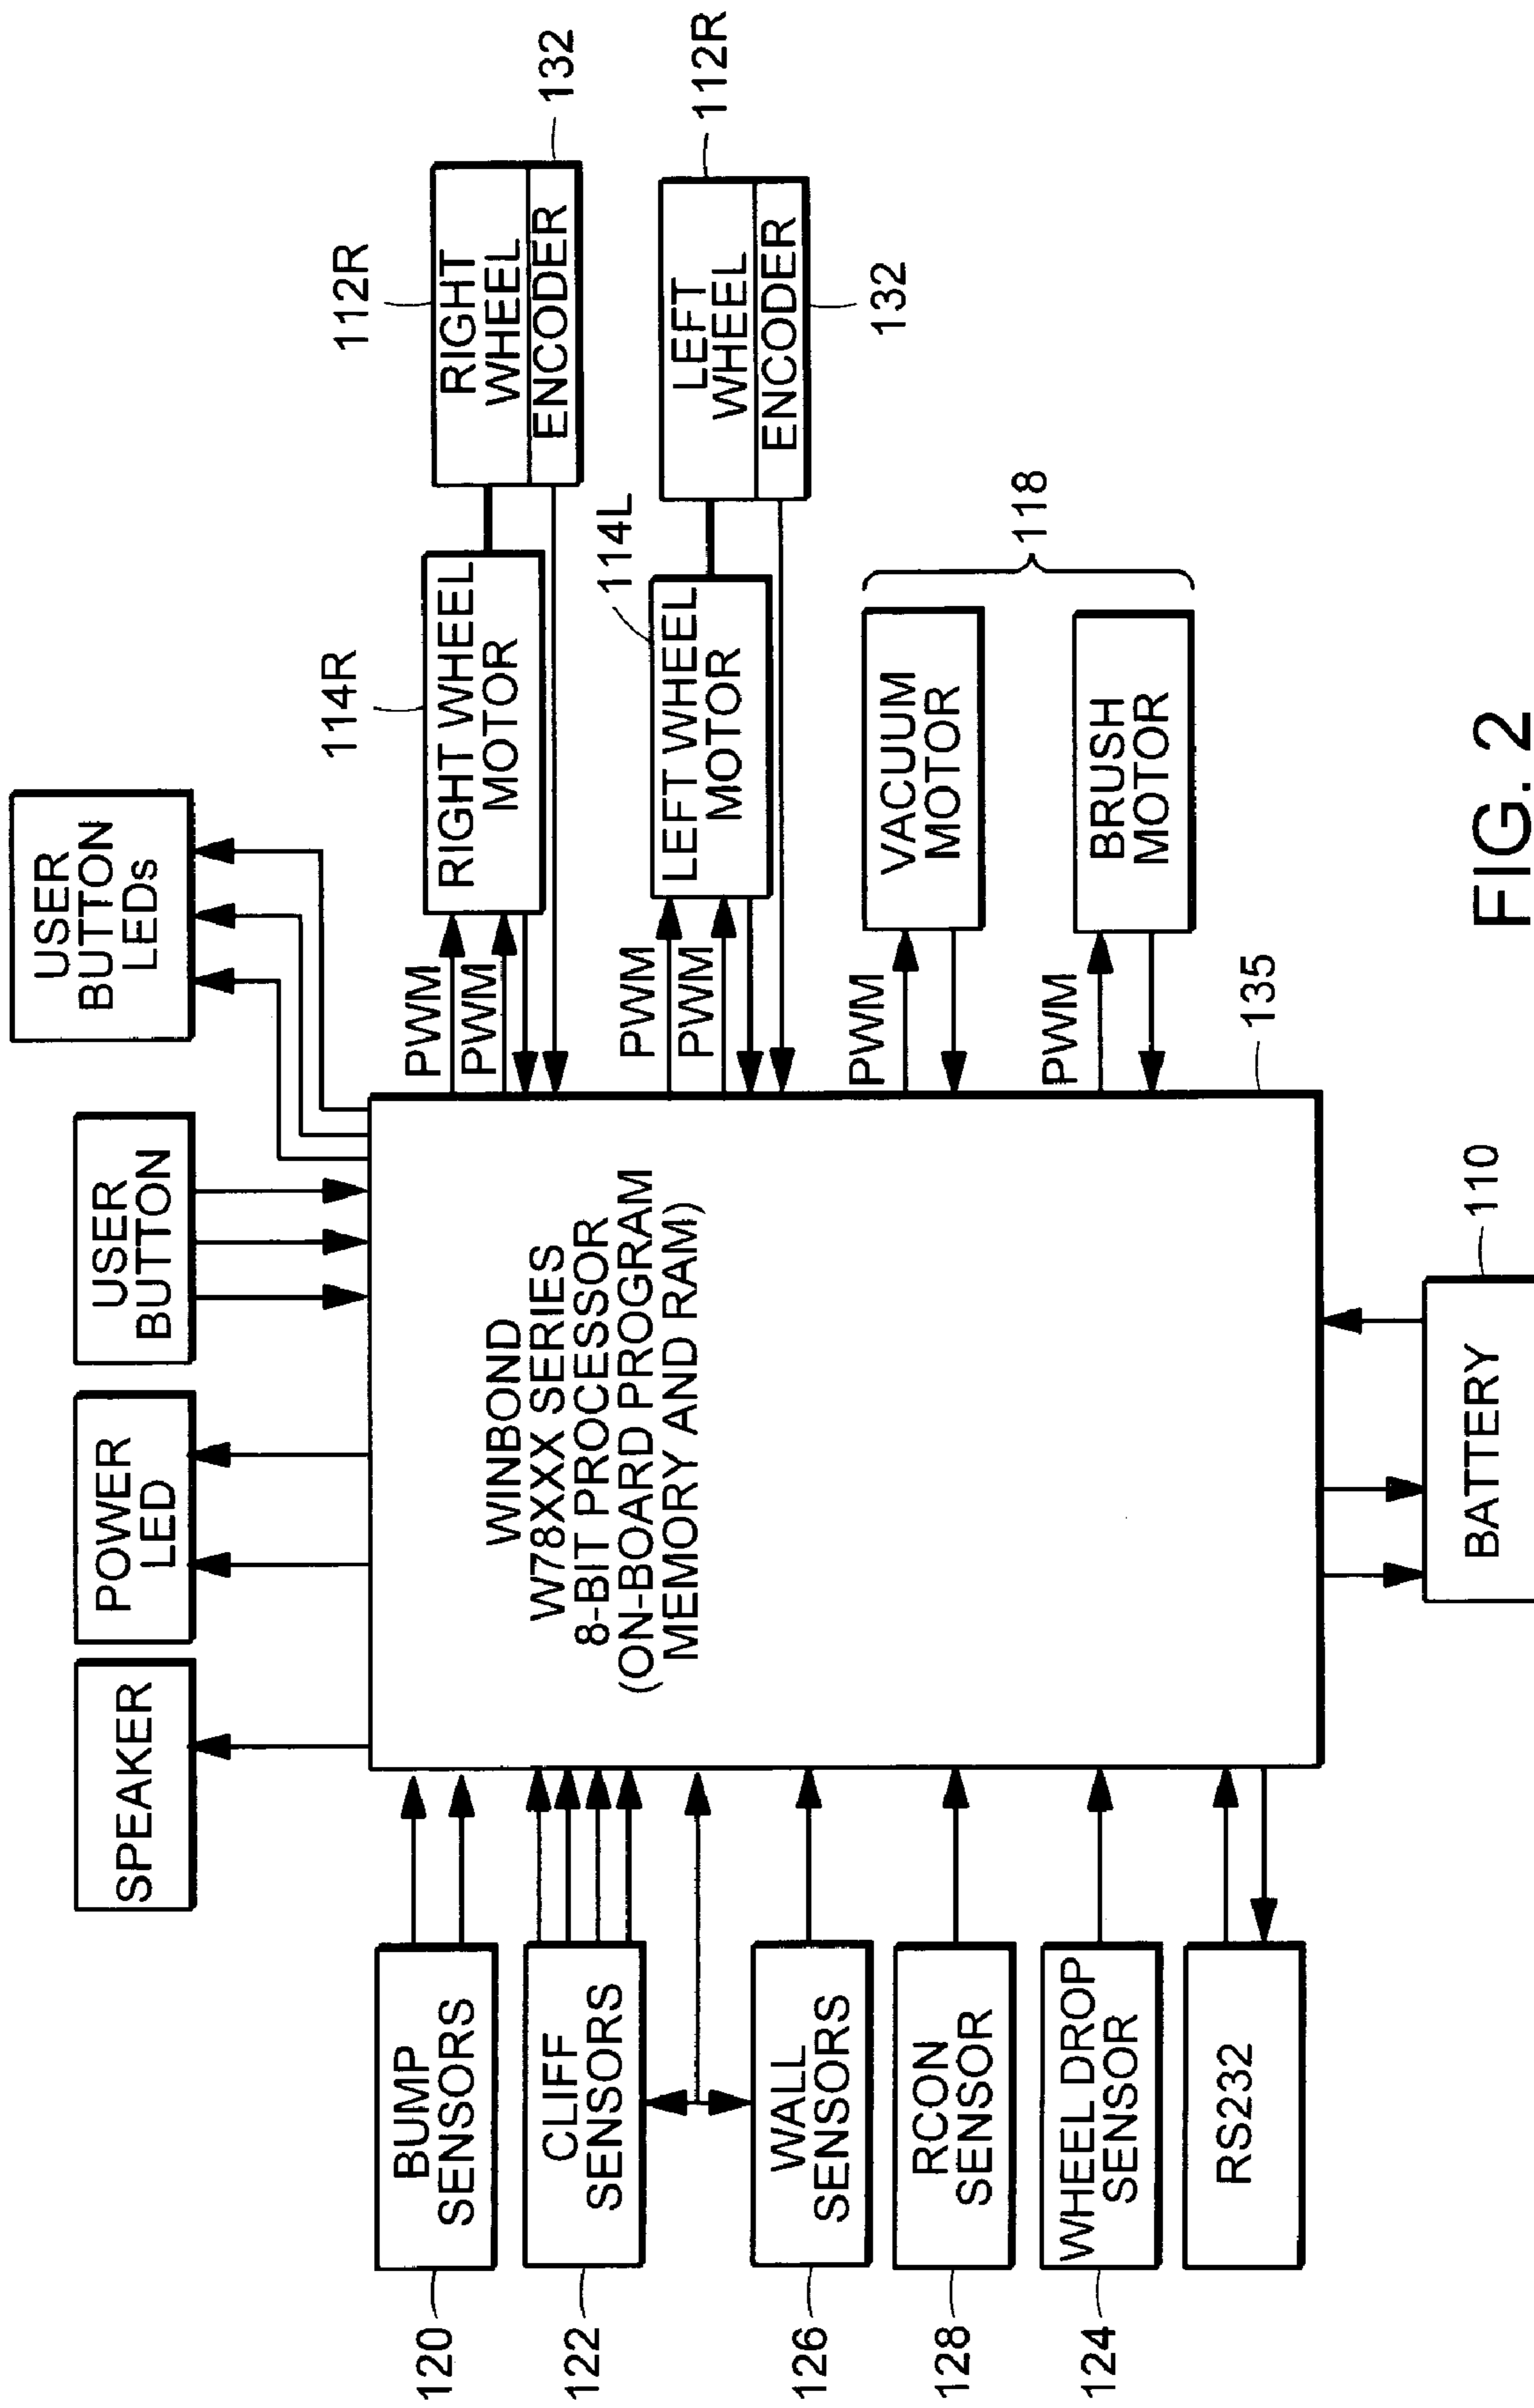 SPEAKER
POWER
LED
USER
BUTTON
USER
BUTTON
LEDs
120
BUMP
SENSORS
122
CLIFF
SENSORS
126
WALL
SENSORS
128
RCON
SENSOR
124
WHEEL DROP
SENSOR
RS232
WINBOND
W78XXX SERIES
8-BIT PROCESSOR
(ON-BOARD PROGRAM
MEMORY AND RAM)
135
PWM
PWM
114R
RIGHT WHEEL
MOTOR
112R
RIGHT
WHEEL
ENCODER
132
PWM
PWM
114L
LEFT WHEEL
MOTOR
112R
LEFT
WHEEL
ENCODER
132
PWM
VACUUM
MOTOR
PWM
BRUSH
MOTOR
118
BATTERY
110
FIG. 2